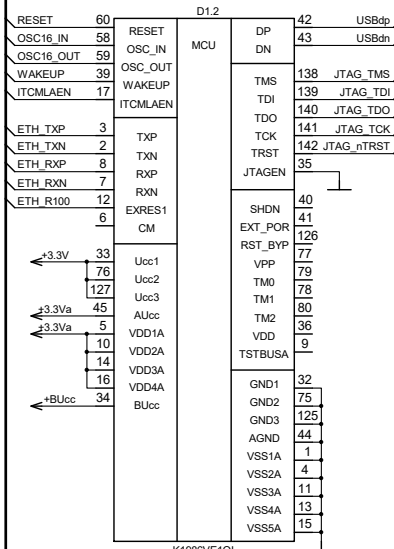 D1.2
RESET 60 RESET MCU DP 42 USBdp
OSC16_IN 58 OSC_IN DN 43 USBdn
OSC16_OUT 59 OSC_OUT
WAKEUP 39 WAKEUP TMS 138 JTAG_TMS
ITCMLAEN 17 ITCMLAEN TDI 139 JTAG_TDI
TDO 140 JTAG_TDO
ETH_TXP 3 TXP TCK 141 JTAG_TCK
ETH_TXN 2 TXN TRST 142 JTAG_nTRST
ETH_RXP 8 RXP JTAGEN 35
ETH_RXN 7 RXN
ETH_R100 12 EXRES1 SHDN 40
6 CM EXT_POR 41
RST_BYP 126
+3.3V 33 Ucc1 VPP 77
76 Ucc2 TM0 79
127 Ucc3 TM1 78
+3.3Va 45 AUcc TM2 80
+3.3Va 5 VDD1A VDD 36
10 VDD2A TSTBUSA 9
14 VDD3A
16 VDD4A GND1 32
+BUcc 34 BUcc GND2 75
GND3 125
AGND 44
VSS1A 1
VSS2A 4
VSS3A 11
VSS4A 13
VSS5A 15